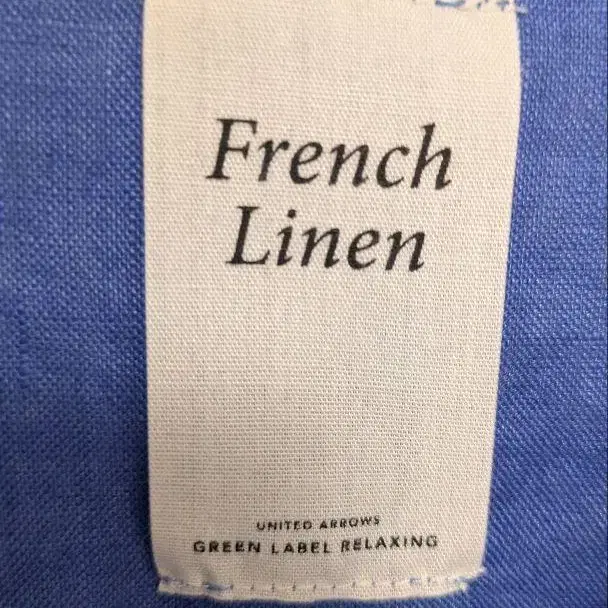 French
Linen
UNITED ARROWS
GREEN LABEL RELAXING